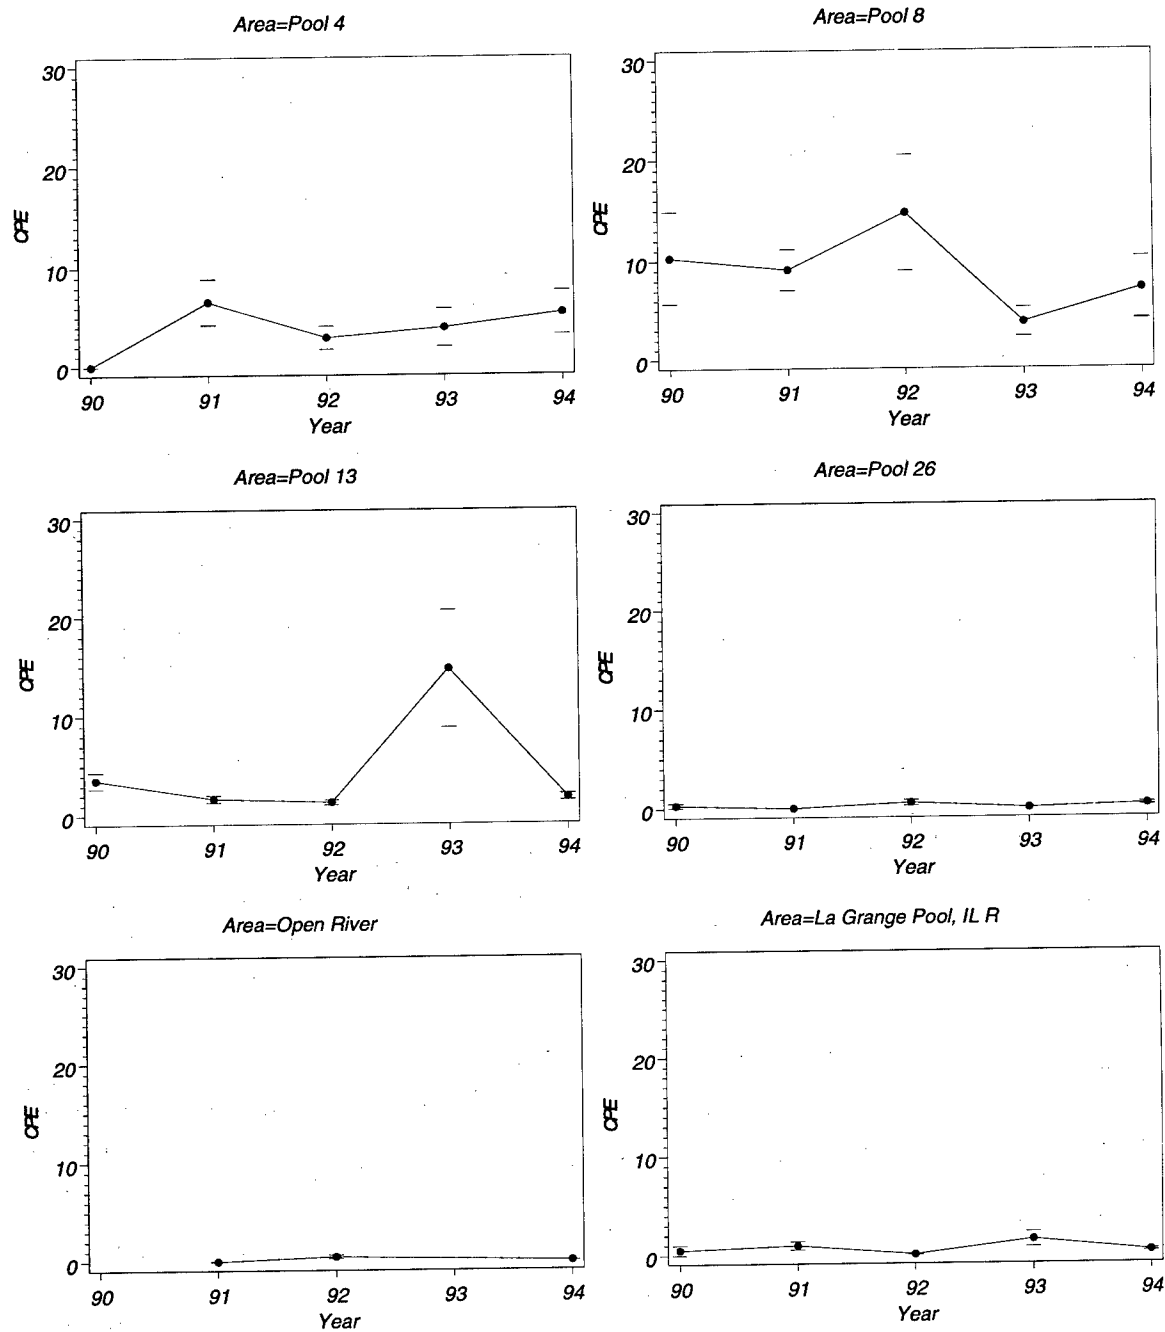 Area=Pool 4
30
20
10
0
CPE
90 91 92 93 94
Year
Area=Pool 8
30
20
10
0
CPE
90 91 92 93 94
Year
Area=Pool 13
30
20
10
0
CPE
90 91 92 93 94
Year
Area=Pool 26
30
20
10
0
CPE
90 91 92 93 94
Year
Area=Open River
30
20
10
0
CPE
90 91 92 93 94
Year
Area=La Grange Pool, IL R
30
20
10
0
CPE
90 91 92 93 94
Year